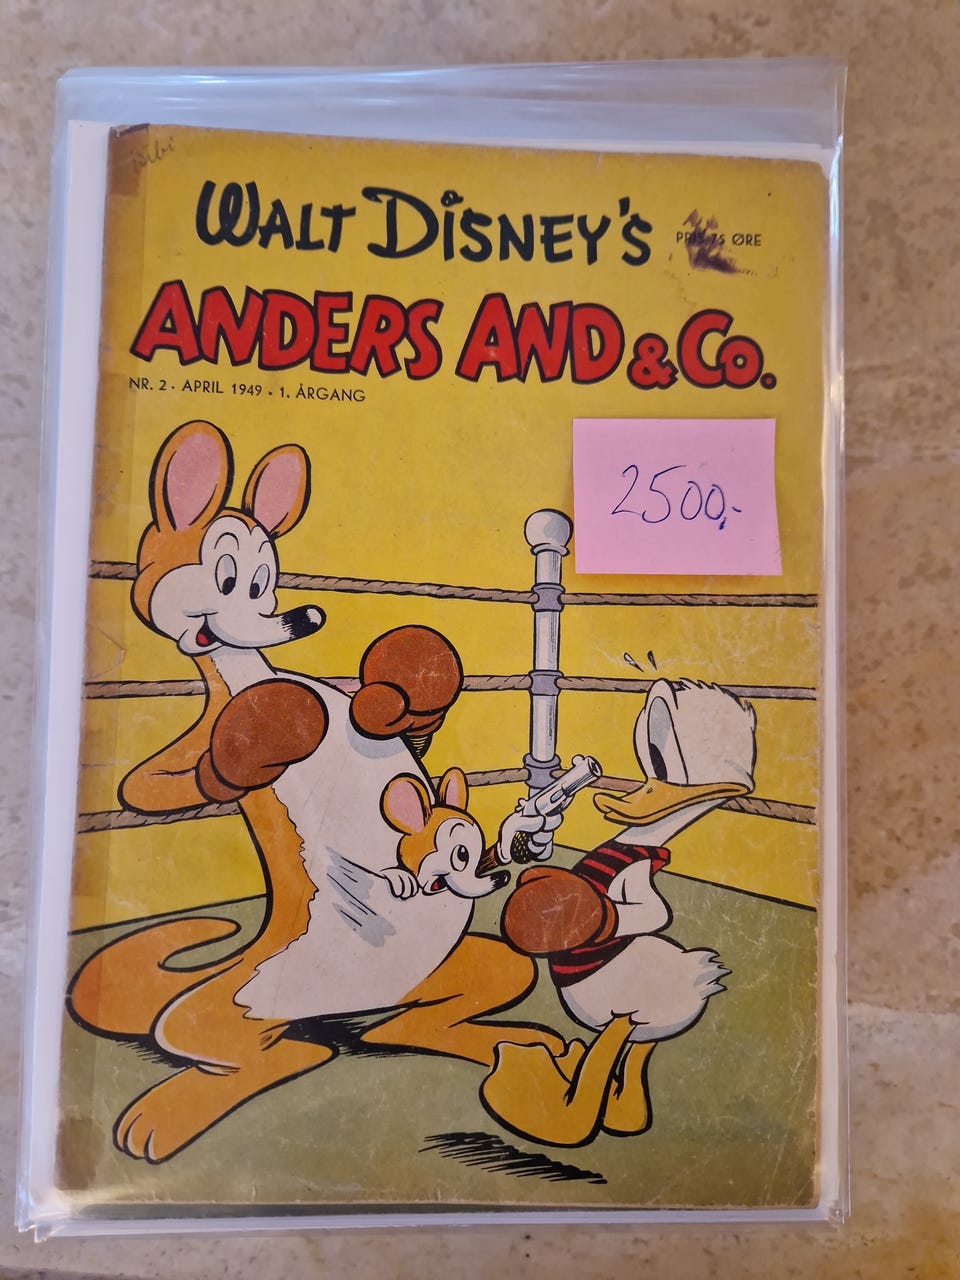 WALT DISNEY'S
PRIS 75 ØRE
ANDERS AND & CO.
NR. 2 • APRIL 1949 • 1. ÅRGANG
2500,-